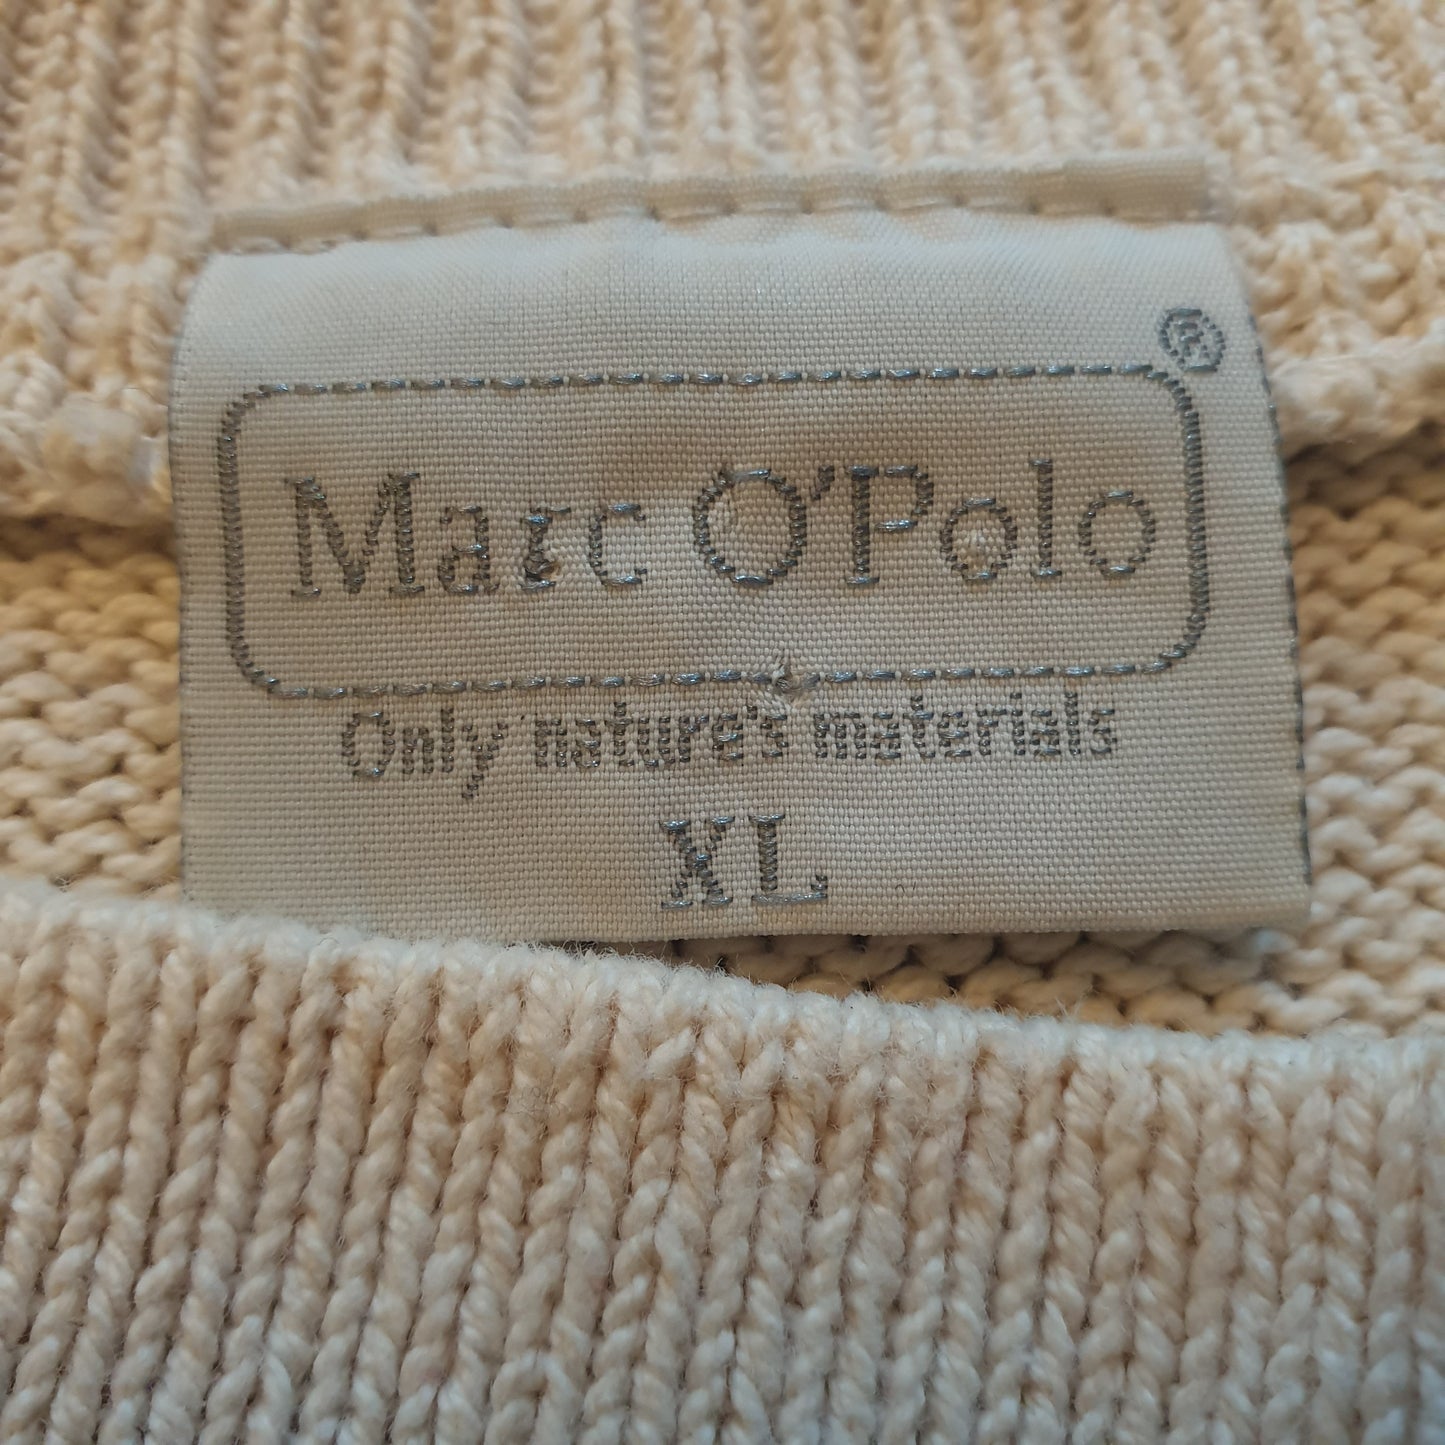 Marc O'Polo®
Only nature's materials
XL